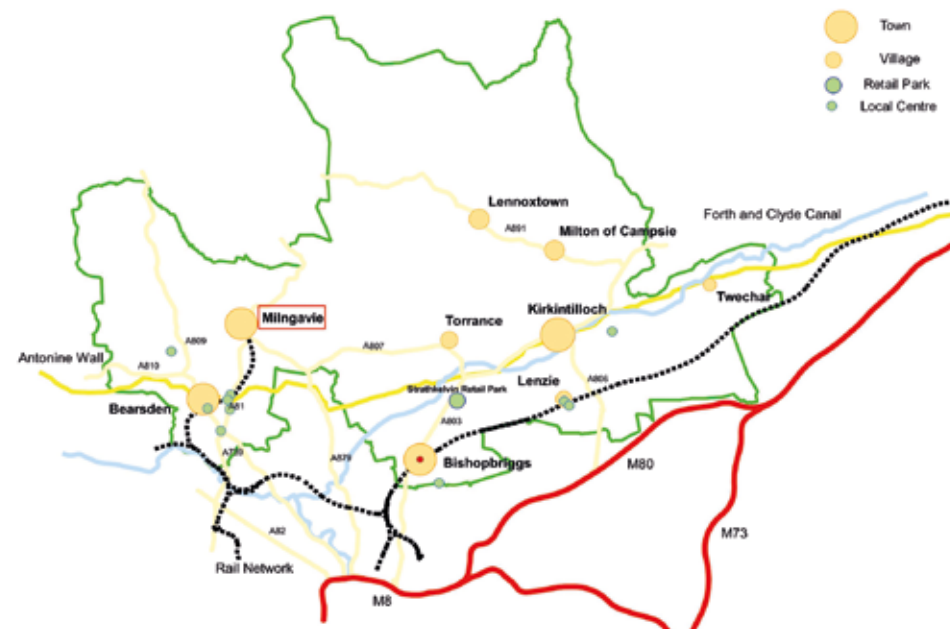 Town
Village
Retail Park
Local Centre
Lennoxtown
Forth and Clyde Canal
A891
Milton of Campsie
Twechar
Kirkintilloch
Milngavie
Torrance
A809
A807
Antonine Wall
A810
Lenzie
A806
Strathkelvin Retail Park
Bearsden
A81
A803
A739
A879
Bishopbriggs
M80
A82
M73
Rail Network
M8